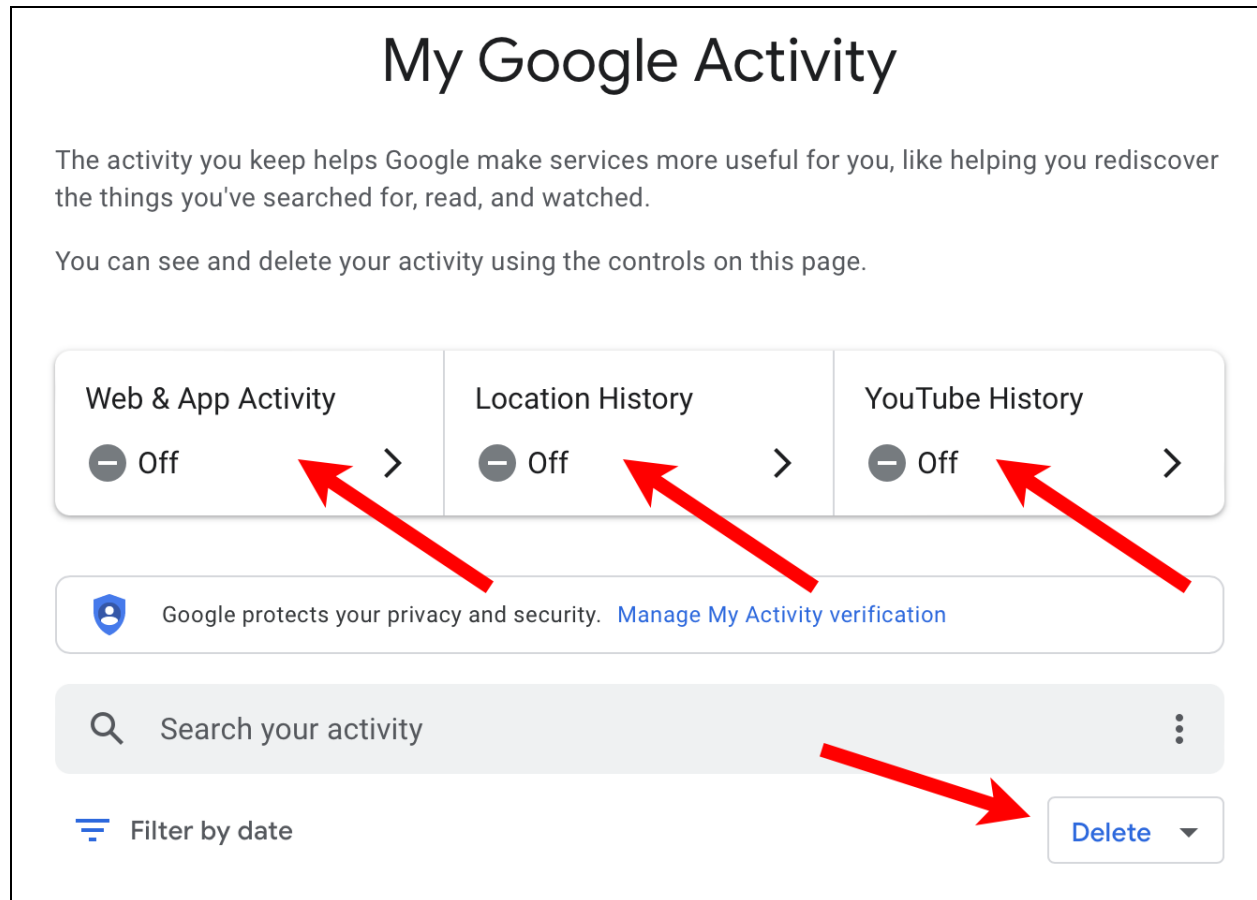 My Google Activity
The activity you keep helps Google make services more useful for you, like helping you rediscover
the things you've searched for, read, and watched.
You can see and delete your activity using the controls on this page.
Web & App Activity
Off
Location History
Off
YouTube History
Off
Google protects your privacy and security. Manage My Activity verification
Search your activity
Filter by date
Delete